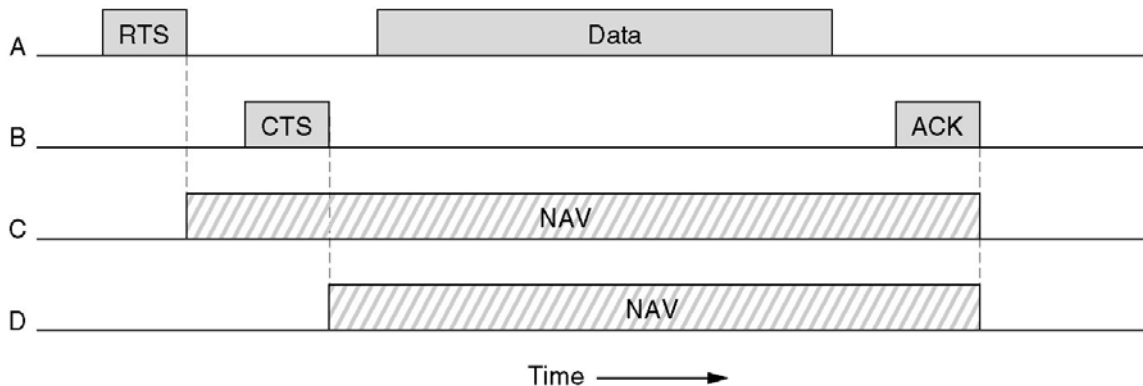 A RTS Data
B CTS ACK
C NAV
D NAV
Time